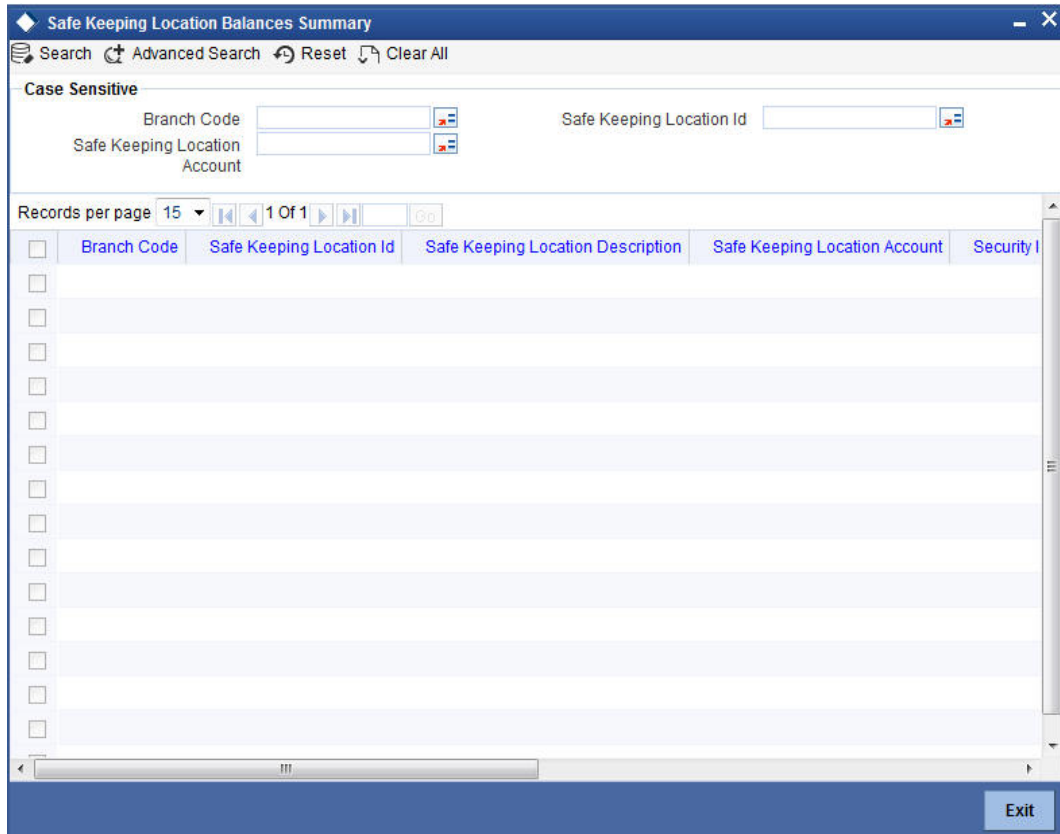 Safe Keeping Location Balances Summary
Search Advanced Search Reset Clear All
Case Sensitive
Branch Code Safe Keeping Location Id
Safe Keeping Location
Account
Records per page 15 1 Of 1 Go
Branch Code Safe Keeping Location Id Safe Keeping Location Description Safe Keeping Location Account Security I
Exit